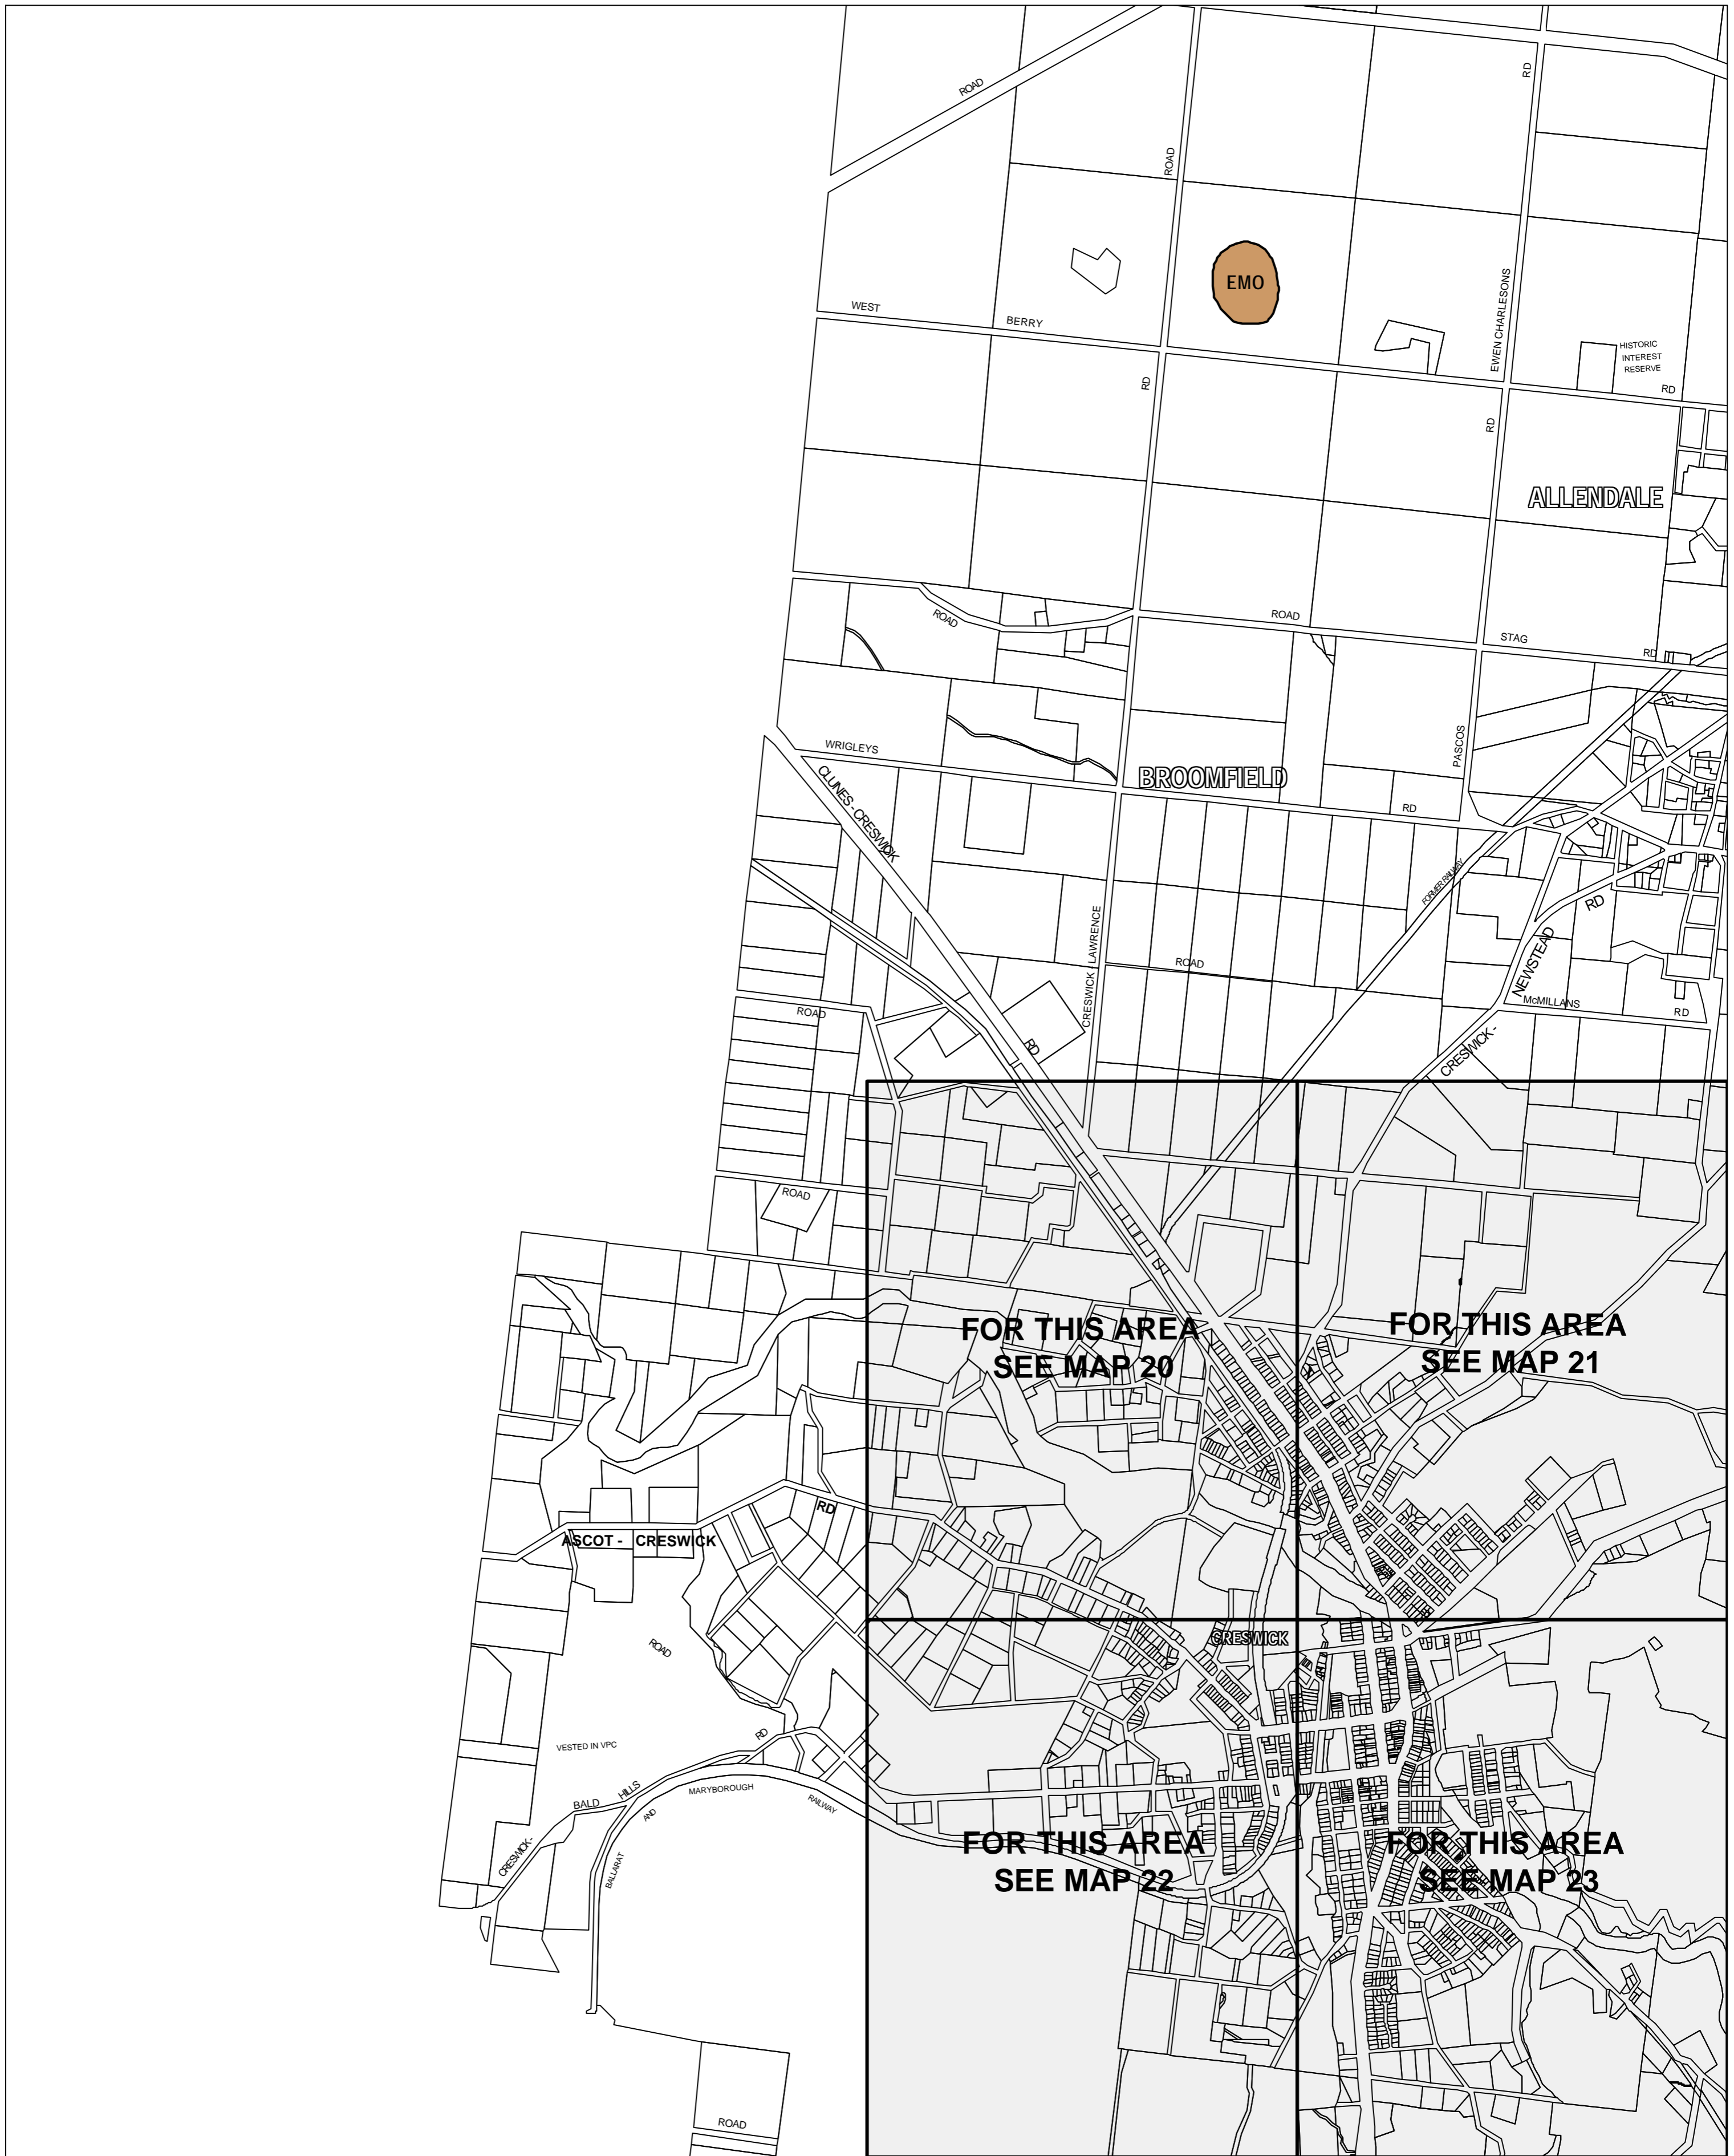 ROAD
RD
ROAD
EMO
EWEN CHARLESONS
WEST
BERRY
HISTORIC
INTEREST
RESERVE
RD
RD
RD
ALLENDALE
ROAD
ROAD
STAG
RD
WRIGLEYS
PASCOS
BROOMFIELD
RD
CLUNES - CRESWICK
FORMER RAILWAY
RD
CRESWICK LAWRENCE
NEWSTEAD
ROAD
McMILLANS
RD
ROAD
CRESWICK -
RD
ROAD
FOR THIS AREA
SEE MAP 20
FOR THIS AREA
SEE MAP 21
RD
ASCOT - CRESWICK
CRESWICK
ROAD
RD
VESTED IN VPC
MARYBOROUGH
HILLS
BALD
AND
RAILWAY
CRESWICK -
BALLARAT
FOR THIS AREA
SEE MAP 22
FOR THIS AREA
SEE MAP 23
ROAD